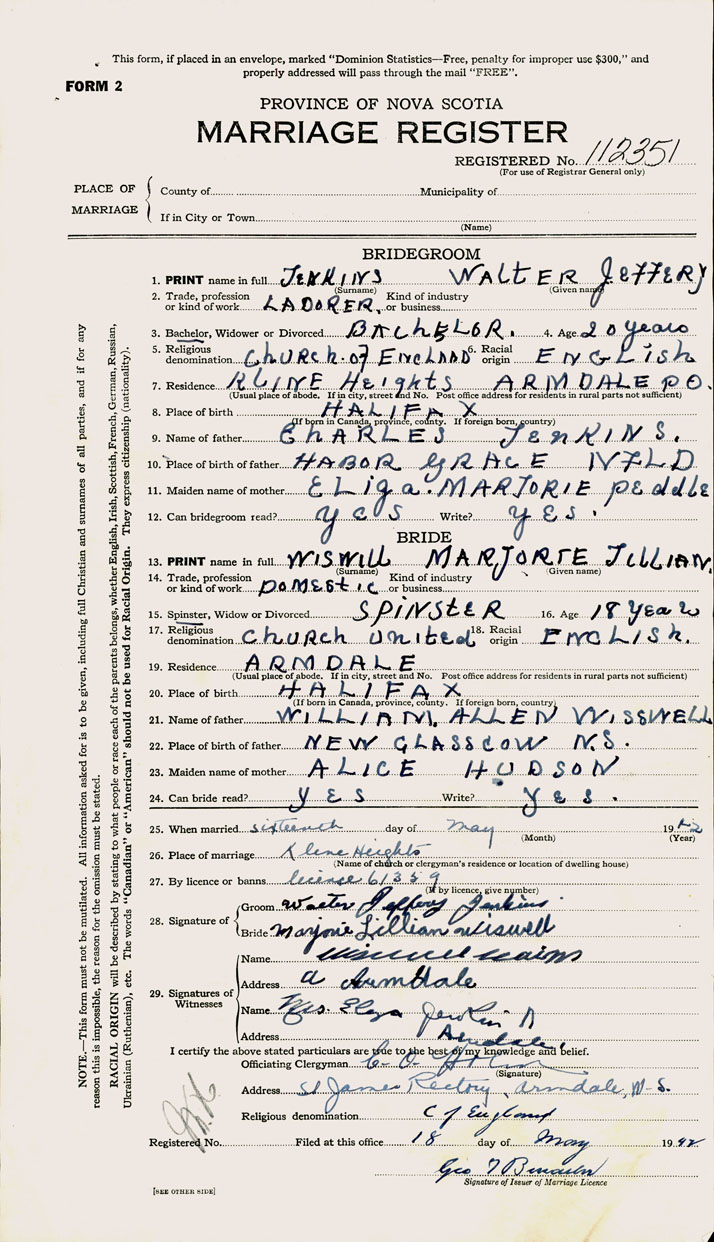 This form, if placed in an envelope, marked "Dominion Statistics—Free, penalty for improper use $300," and
properly addressed will pass through the mail "FREE".
FORM 2
PROVINCE OF NOVA SCOTIA
MARRIAGE REGISTER
REGISTERED No. 112351
(For use of Registrar General only)
PLACE OF MARRIAGE
County of Municipality of
If in City or Town
(Name)
BRIDEGROOM
1. PRINT name in full JENKINS WALTER JEFFERY
(Surname) (Given name)
2. Trade, profession or kind of work LABORER. Kind of industry or business
3. Bachelor, Widower or Divorced BACHELOR. 4. Age 20 years
5. Religious denomination CHURCH of ENGLAND 6. Racial origin ENGLISH
7. Residence KLINE HEIGHTS ARMDALE PO.
(Usual place of abode. If in city, street and No. Post office address for residents in rural parts not sufficient)
8. Place of birth HALIFAX
(If born in Canada, province, county. If foreign born, country)
9. Name of father CHARLES JENKINS.
10. Place of birth of father HABOR GRACE NFLD
11. Maiden name of mother ELIZA. MARJORIE PEDDLE
12. Can bridegroom read? YES Write? YES.
BRIDE
13. PRINT name in full WISWILL MARJORIE LILLIAN
(Surname) (Given name)
14. Trade, profession or kind of work DOMESTIC Kind of industry or business
15. Spinster, Widow or Divorced SPINSTER 16. Age 18 Years
17. Religious denomination CHURCH UNITED 18. Racial origin ENGLISH.
19. Residence ARMDALE
(Usual place of abode. If in city, street and No. Post office address for residents in rural parts not sufficient)
20. Place of birth HALIFAX
(If born in Canada, province, county. If foreign born, country)
21. Name of father WILLIAM. ALLEN WISSWELL
22. Place of birth of father NEW GLASSCOW N.S.
23. Maiden name of mother ALICE HUDSON
24. Can bride read? YES Write? YES.
25. When married sixteenth day of May 1942
(Month) (Year)
26. Place of marriage Kline Heights
(Name of church or clergyman's residence or location of dwelling house)
27. By licence or banns license 61359
(If by licence, give number)
28. Signature of
Groom Walter Jeffery Jenkins
Bride Marjorie Lillian Wiswell
29. Signatures of Witnesses
Name
Address Armdale
Name Mrs. Eliza Jenkins
Address Armdale
I certify the above stated particulars are true to the best of my knowledge and belief.
Officiating Clergyman
(Signature)
Address St James Rectory, Armdale, N.S.
Religious denomination C of England
Registered No. Filed at this office 18 day of May 1942
Geo
Signature of Issuer of Marriage Licence
[SEE OTHER SIDE]
NOTE.—This form must not be mutilated. All information asked for is to be given, including full Christian and surnames of all parties, and if for any
reason this is impossible, the reason for the omission must be stated.
RACIAL ORIGIN will be described by stating to what people or race each of the parents belongs, whether English, Irish, Scottish, French, German, Russian,
Ukrainian (Ruthenian), etc. The words "Canadian" or "American" should not be used for Racial Origin. They express citizenship (nationality).